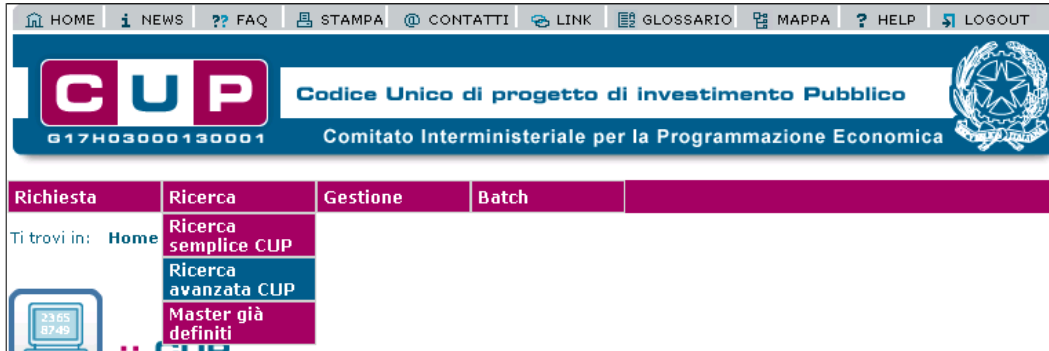 HOME NEWS ?? FAQ STAMPA @ CONTATTI LINK GLOSSARIO MAPPA ? HELP LOGOUT
CUP
Codice Unico di progetto di investimento Pubblico
G17H03000130001
Comitato Interministeriale per la Programmazione Economica
Richiesta Ricerca Gestione Batch
Ti trovi in: Home
Ricerca
semplice CUP
Ricerca
avanzata CUP
Master già
definiti
2365
8749